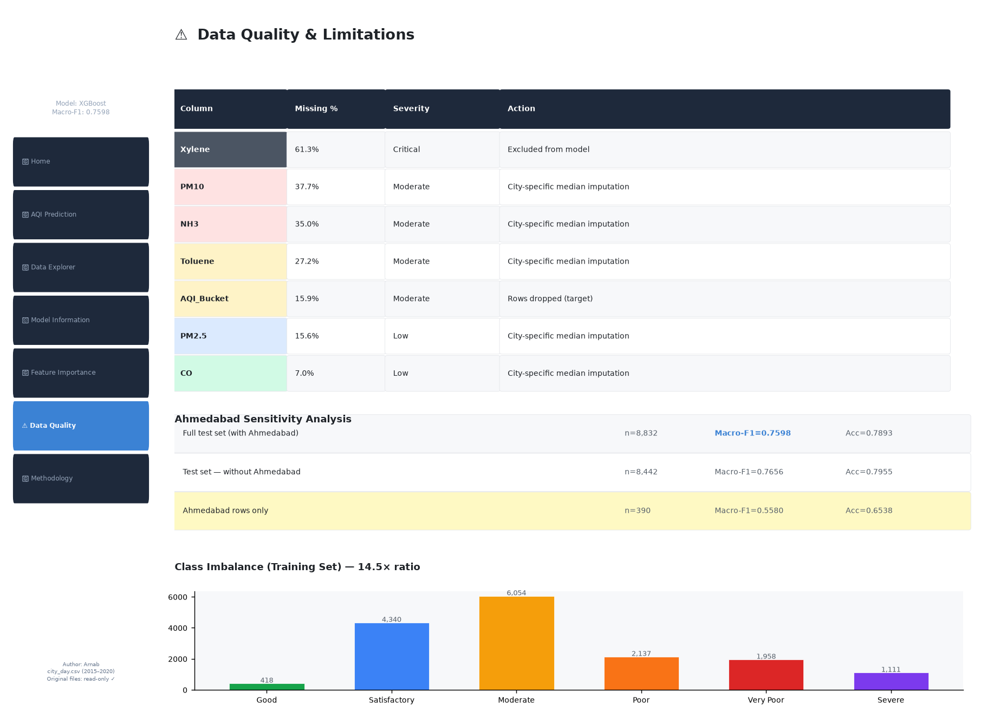 ⚠ Data Quality & Limitations
Model: XGBoost
Macro-F1: 0.7598
Home
AQI Prediction
Data Explorer
Model Information
Feature Importance
⚠ Data Quality
Methodology
Author: Arnab
city_day.csv (2015–2020)
Original files: read-only ✓
Column Missing % Severity Action
Xylene 61.3% Critical Excluded from model
PM10 37.7% Moderate City-specific median imputation
NH3 35.0% Moderate City-specific median imputation
Toluene 27.2% Moderate City-specific median imputation
AQI_Bucket 15.9% Moderate Rows dropped (target)
PM2.5 15.6% Low City-specific median imputation
CO 7.0% Low City-specific median imputation
Ahmedabad Sensitivity Analysis
Full test set (with Ahmedabad) n=8,832 Macro-F1=0.7598 Acc=0.7893
Test set — without Ahmedabad n=8,442 Macro-F1=0.7656 Acc=0.7955
Ahmedabad rows only n=390 Macro-F1=0.5580 Acc=0.6538
Class Imbalance (Training Set) — 14.5× ratio
6000
4000
2000
0
418
4,340
6,054
2,137
1,958
1,111
Good Satisfactory Moderate Poor Very Poor Severe